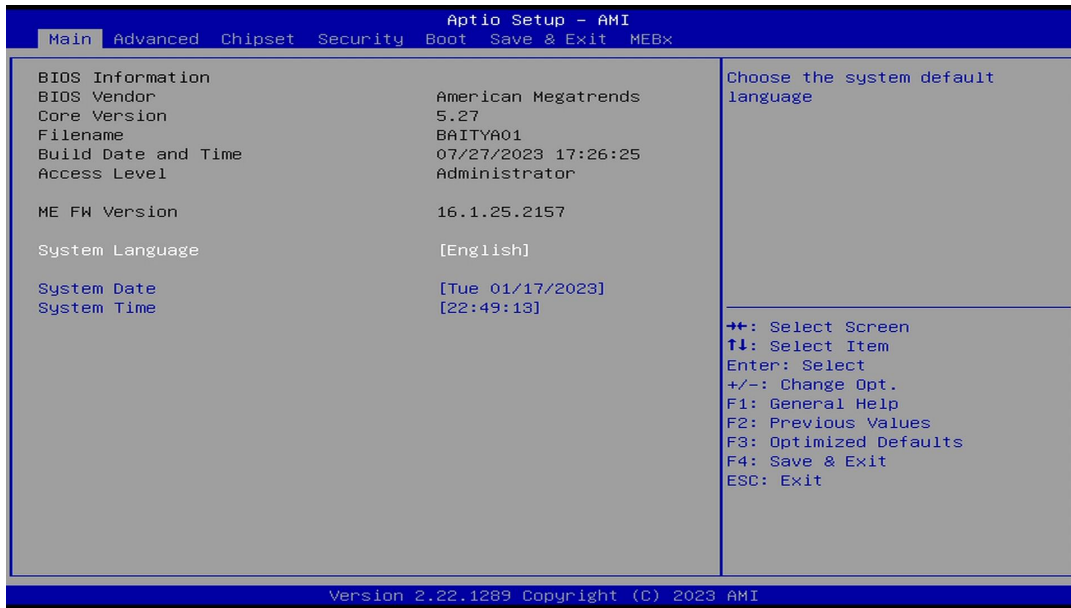 Aptio Setup – AMI
Main Advanced Chipset Security Boot Save & Exit MEBx
BIOS Information
BIOS Vendor American Megatrends
Core Version 5.27
Filename BAITYA01
Build Date and Time 07/27/2023 17:26:25
Access Level Administrator
ME FW Version 16.1.25.2157
System Language [English]
System Date [Tue 01/17/2023]
System Time [22:49:13]
Choose the system default
language
→←: Select Screen
↑↓: Select Item
Enter: Select
+/-: Change Opt.
F1: General Help
F2: Previous Values
F3: Optimized Defaults
F4: Save & Exit
ESC: Exit
Version 2.22.1289 Copyright (C) 2023 AMI